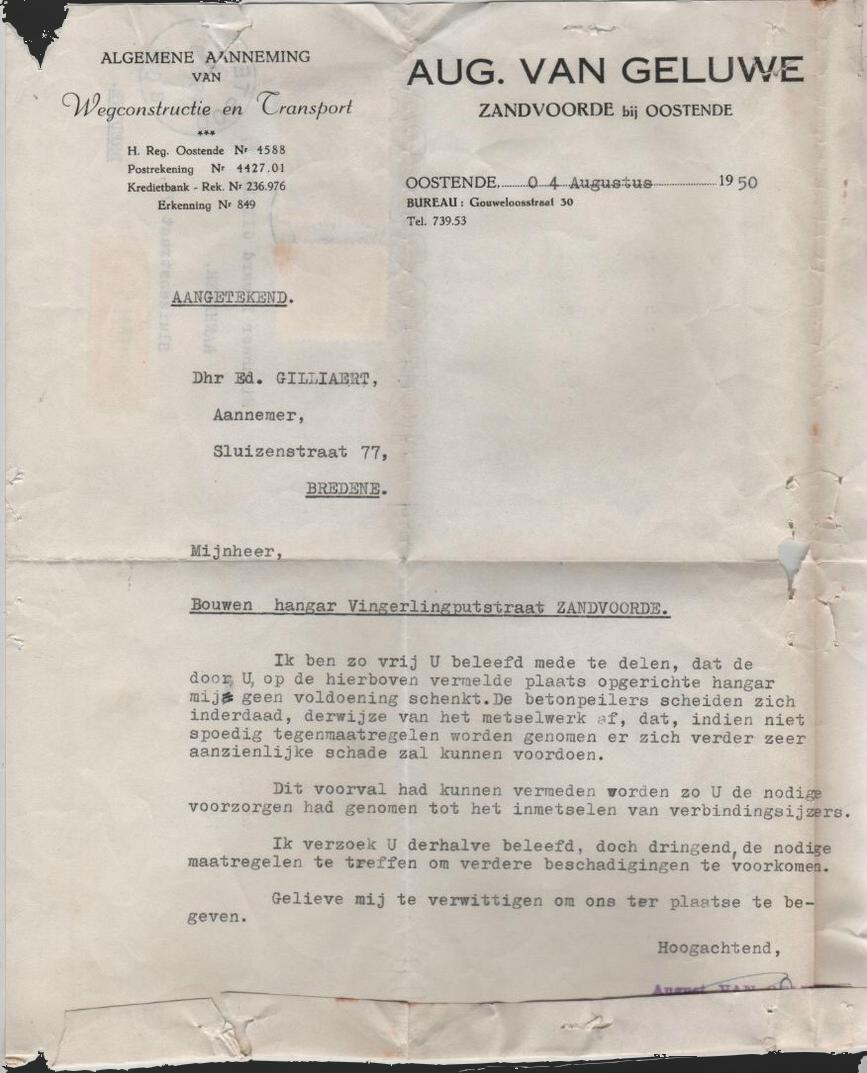 ALGEMENE AANNEMING
VAN
Wegconstructie en Transport
***
H. Reg. Oostende Nr 4588
Postrekening Nr 4427.01
Kredietbank - Rek. Nr 236.976
Erkenning Nr 849
AUG. VAN GELUWE
ZANDVOORDE bij OOSTENDE
OOSTENDE, 0 4 Augustus 19 50
BUREAU : Gouweloosstraat 30
Tel. 739.53
AANGETEKEND.
Dhr Ed. GILLIAERT,
Aannemer,
Sluizenstraat 77,
BREDENE.
Mijnheer,
Bouwen hangar Vingerlingputstraat ZANDVOORDE.
Ik ben zo vrij U beleefd mede te delen, dat de
door U, op de hierboven vermelde plaats opgerichte hangar
mij geen voldoening schenkt.De betonpeilers scheiden zich
inderdaad, derwijze van het metselwerk af, dat, indien niet
spoedig tegenmaatregelen worden genomen er zich verder zeer
aanzienlijke schade zal kunnen voordoen.
Dit voorval had kunnen vermeden worden zo U de nodige
voorzorgen had genomen tot het inmetselen van verbindingsijzers.
Ik verzoek U derhalve beleefd, doch dringend, de nodige
maatregelen te treffen om verdere beschadigingen te voorkomen.
Gelieve mij te verwittigen om ons ter plaatse te be-
geven.
Hoogachtend,
August VAN